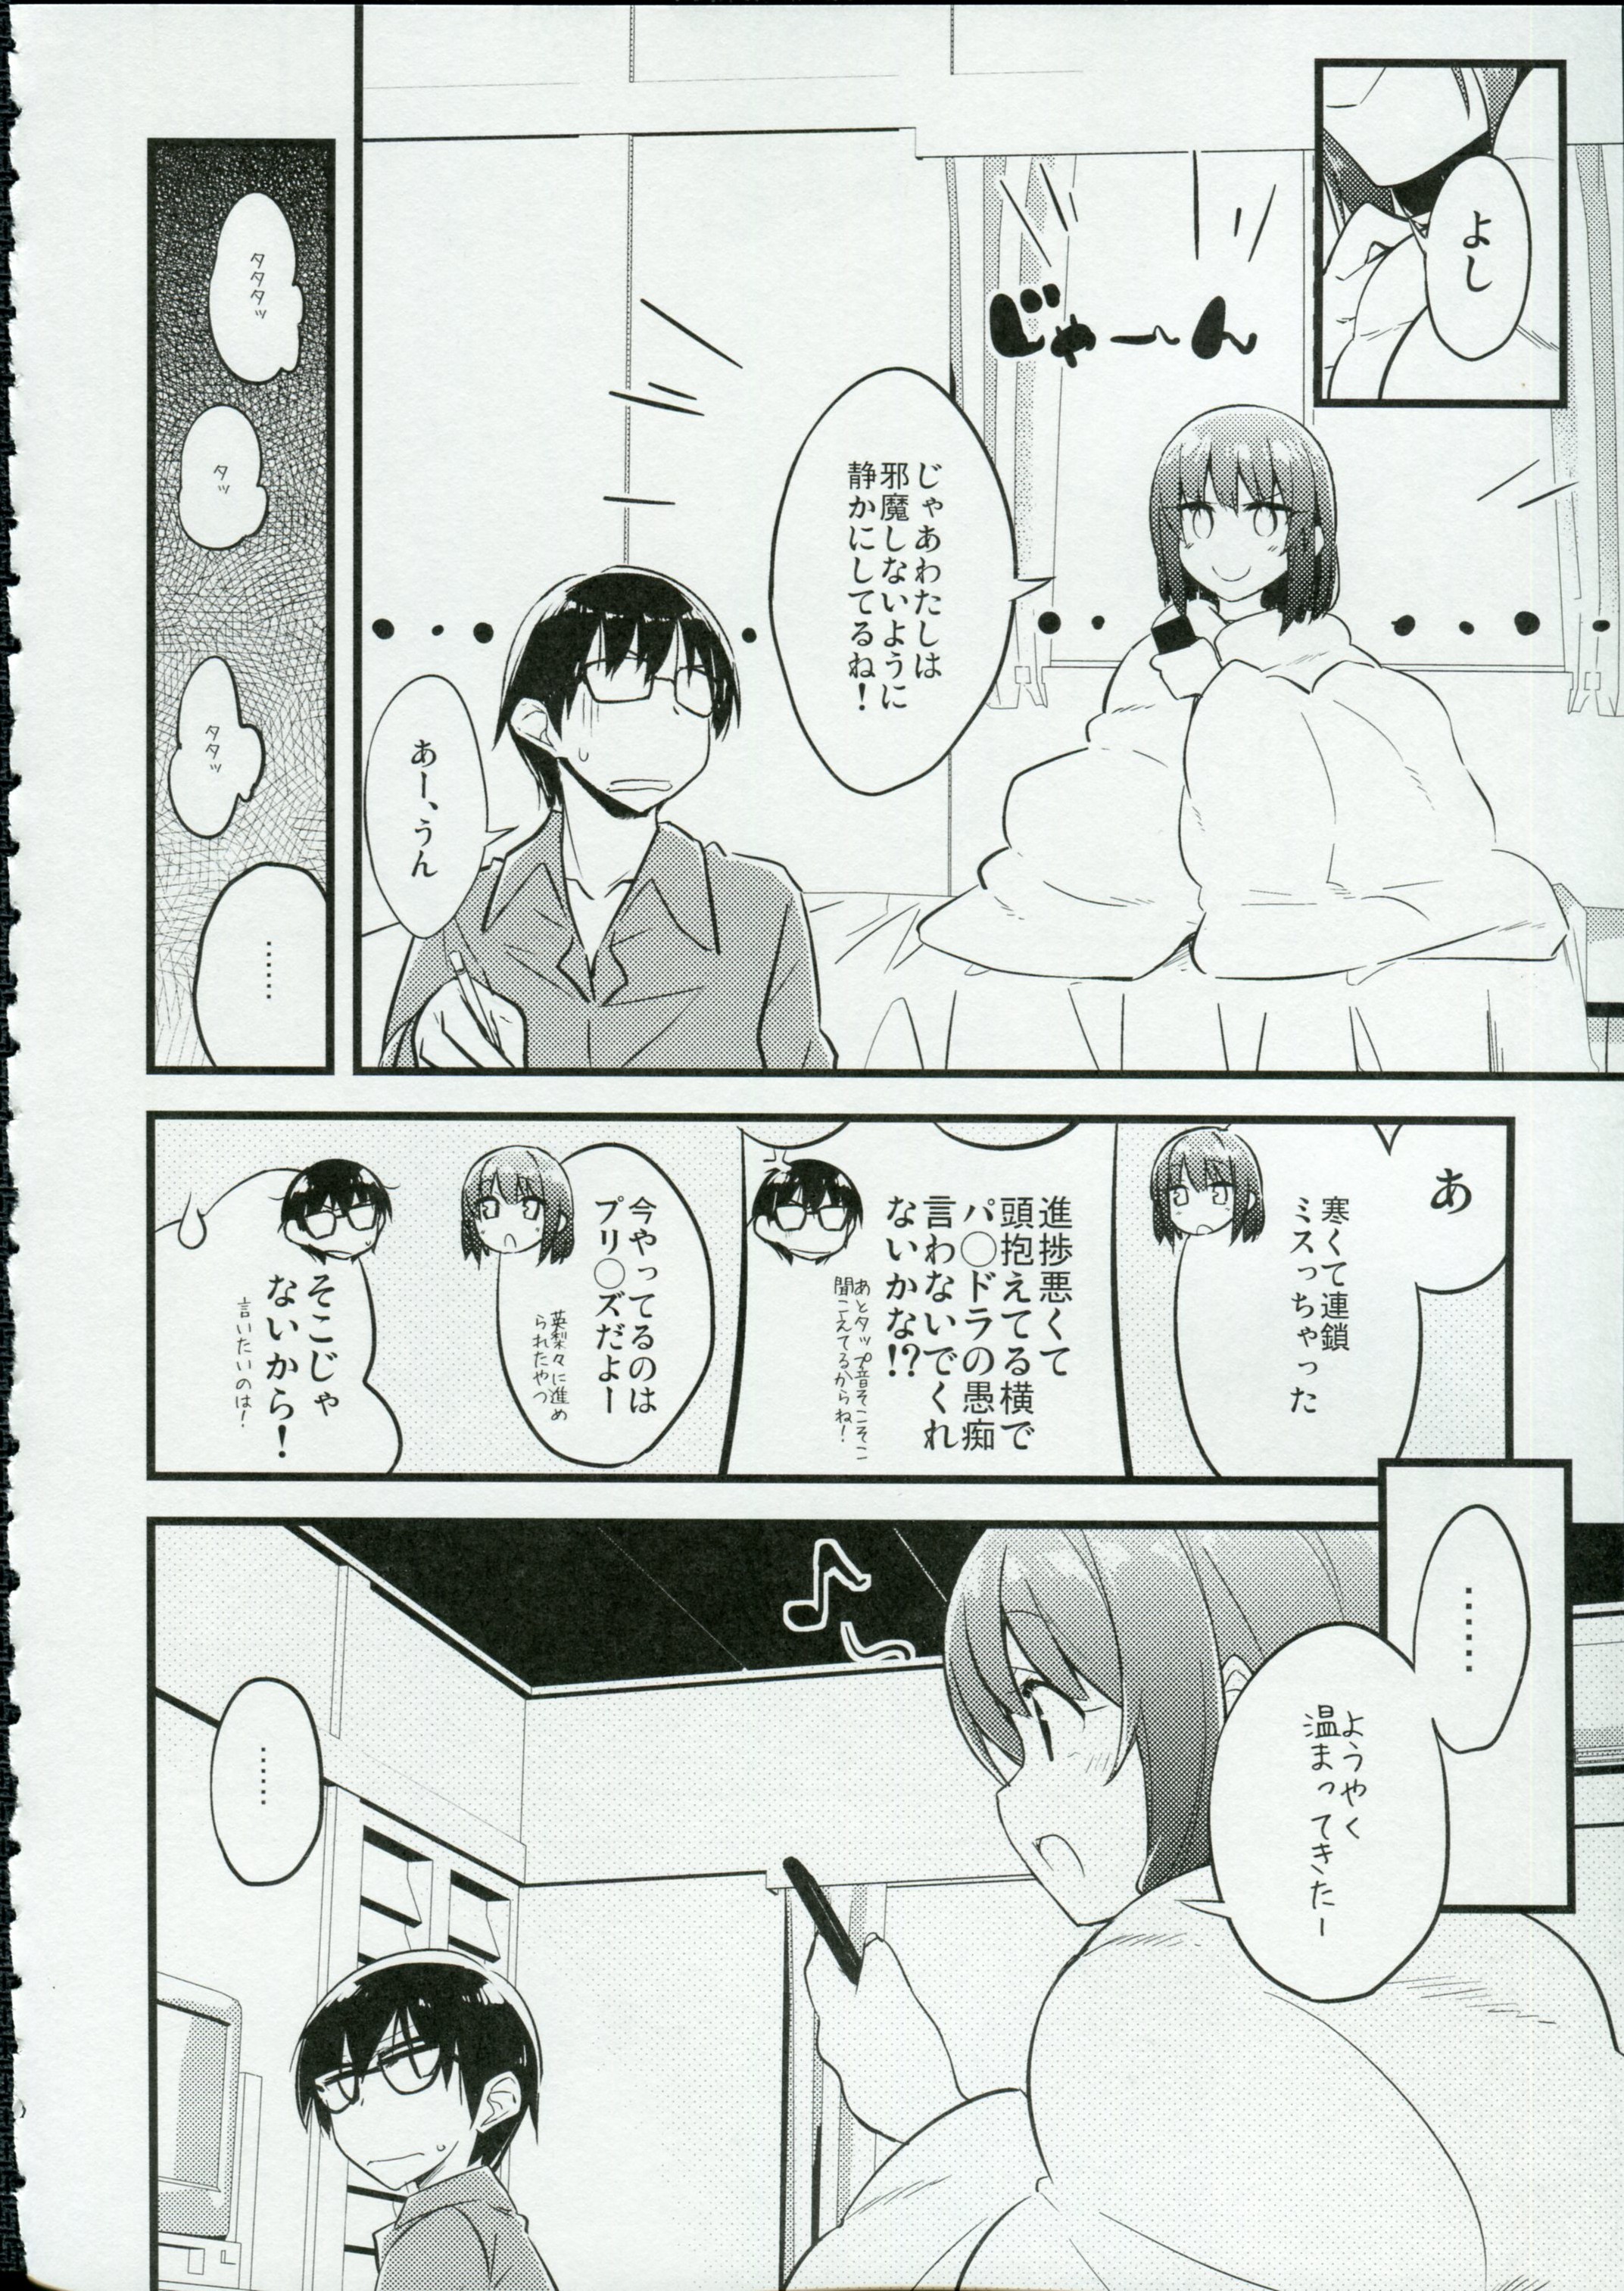 よし
じゃーん
じゃあわたしは
邪魔しないように
静かにしてるね！
あー、うん
タタタッ
タッ
タタッ
……
あ
寒くて連鎖
ミスっちゃった
進捗悪くて
頭抱えてる横で
パ◯ドラの愚痴
言わないでくれ
ないかな!?
あとタップ音そこそこ
聞こえてるからね！
今やってるのは
プリ◯ズだよー
英梨々に進め
られたやつ
そこじゃ
ないから！
言いたいのは！
……
ようやく
温まってきたー
……